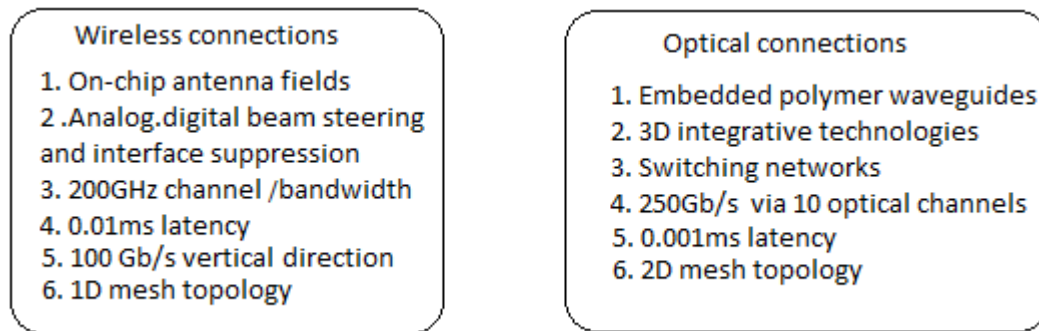 Wireless connections
1. On-chip antenna fields
2 .Analog.digital beam steering
and interface suppression
3. 200GHz channel /bandwidth
4. 0.01ms latency
5. 100 Gb/s vertical direction
6. 1D mesh topology
Optical connections
1. Embedded polymer waveguides
2. 3D integrative technologies
3. Switching networks
4. 250Gb/s via 10 optical channels
5. 0.001ms latency
6. 2D mesh topology